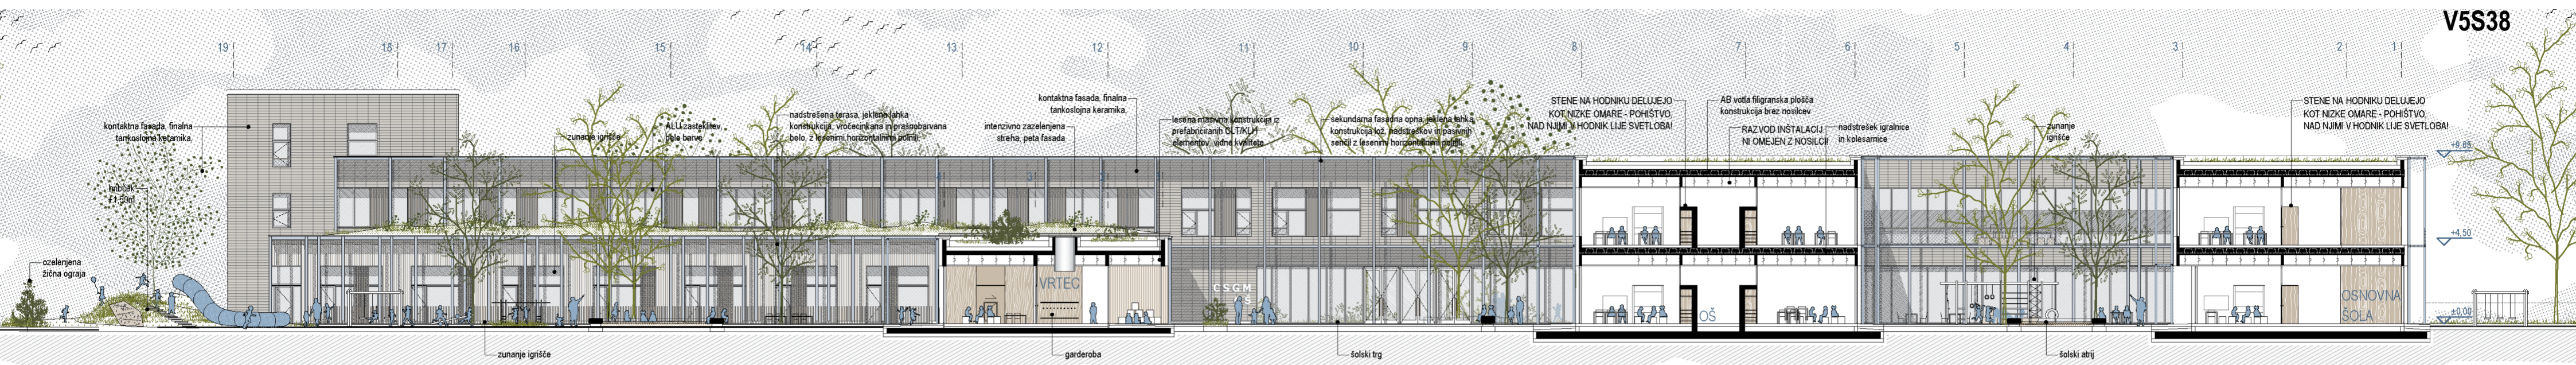 V5S38
19 18 17 16 15 14 13 12 11 10 9 8 7 6 5 4 3 2 1
kontaktna fasada, finalna
tankoslojna keramika,
zunanje igrišče
ALU zasteklitev,
bele barve
nadstrešena terasa, jeklena lahka
konstrukcija, vročecinkana in prašnobarvana
belo, z lesenimi horizontalnimi polnili,
kontaktna fasada, finalna
tankoslojna keramika,
intenzivno zazelenjena
streha, peta fasada
lesena masivna konstrukcija iz
prefabriciranih CLT/KLH
elementov, vidne kvalitete
sekundarna fasadna opna, jeklena lahka
konstrukcija lož, nadstreškov in pasivnih
senčil z lesenimi horizontalnimi polnili,
STENE NA HODNIKU DELUJEJO
KOT NIZKE OMARE - POHIŠTVO,
NAD NJIMI V HODNIK LIJE SVETLOBA!
AB votla filigranska plošča
konstrukcija brez nosilcev
RAZVOD INŠTALACIJ
NI OMEJEN Z NOSILCI!
nadstrešek igralnice
in kolesarnice
zunanje
igrišče
STENE NA HODNIKU DELUJEJO
KOT NIZKE OMARE - POHIŠTVO,
NAD NJIMI V HODNIK LIJE SVETLOBA!
+9,65
+4,50
±0,00
hribček
ozelenjena
žična ograja
VRTEC
CSGM
OŠ
OSNOVNA
ŠOLA
zunanje igrišče
garderoba
šolski trg
šolski atrij